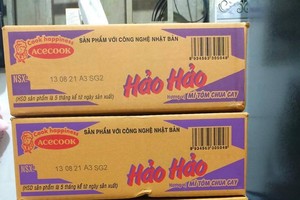 Cook happiness
ACECOOK
SẢN PHẨM VỚI CÔNG NGHỆ NHẬT BẢN
NSX:
13 08 21 A3 SG2
(HSD sản phẩm là 5 tháng kể từ ngày sản xuất)
Hảo Hảo
MÌ TÔM CHUA CAY
Cook happiness
ACECOOK
SẢN PHẨM VỚI CÔNG NGHỆ NHẬT BẢN
NSX:
13 08 21 A3 SG2
(HSD sản phẩm là 5 tháng kể từ ngày sản xuất)
Hảo Hảo
MÌ TÔM CHUA CAY